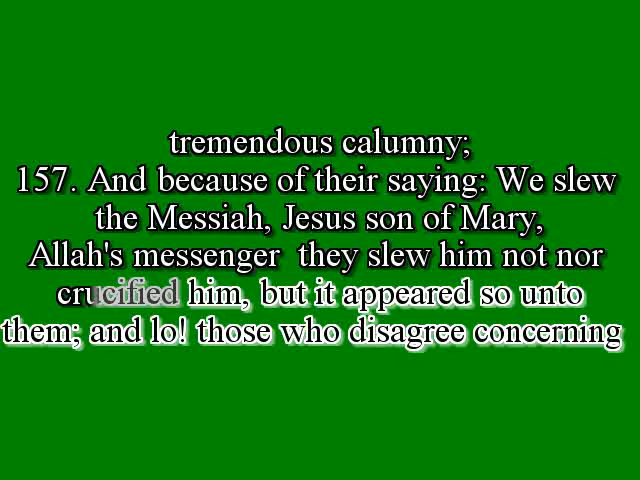 tremendous calumny;
157. And because of their saying: We slew
the Messiah, Jesus son of Mary,
Allah's messenger  they slew him not nor
crucified him, but it appeared so unto
them; and lo! those who disagree concerning